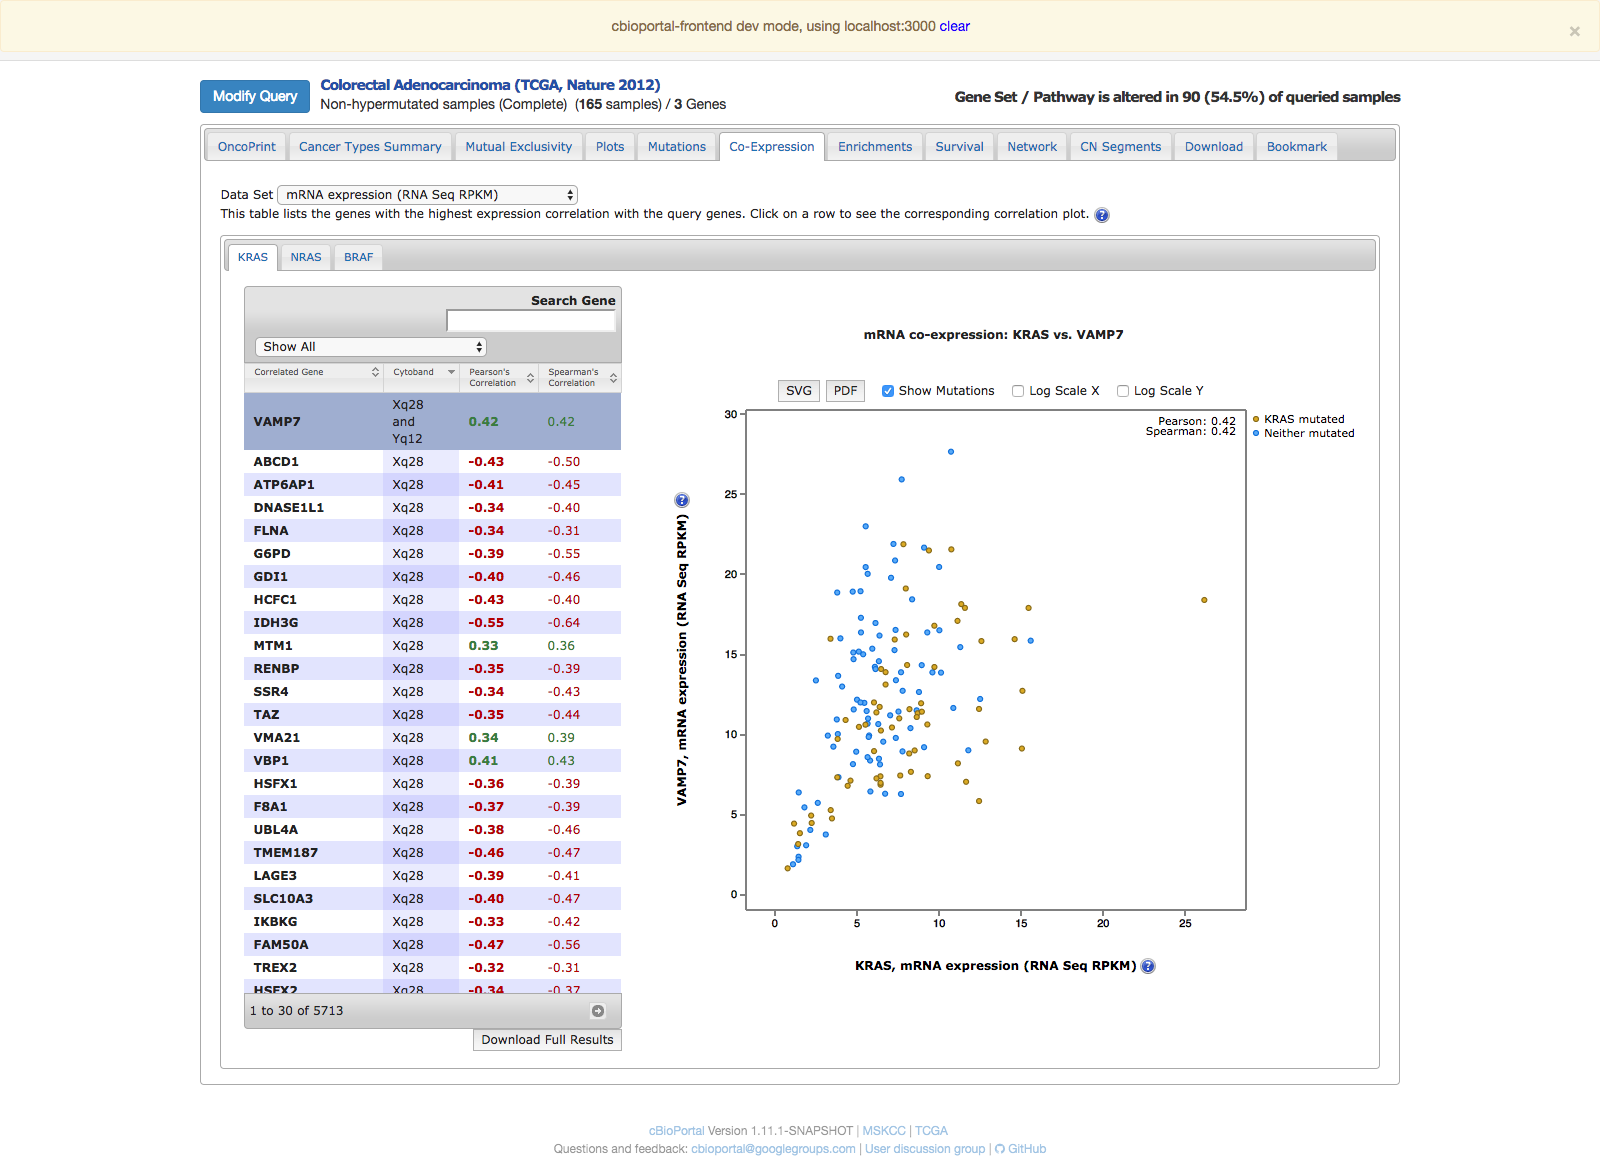 cbioportal-frontend dev mode, using localhost:3000 clear
×
Modify Query
Colorectal Adenocarcinoma (TCGA, Nature 2012)
Non-hypermutated samples (Complete) (165 samples) / 3 Genes
Gene Set / Pathway is altered in 90 (54.5%) of queried samples
OncoPrint Cancer Types Summary Mutual Exclusivity Plots Mutations Co-Expression Enrichments Survival Network CN Segments Download Bookmark
Data Set mRNA expression (RNA Seq RPKM)
This table lists the genes with the highest expression correlation with the query genes. Click on a row to see the corresponding correlation plot. ?
KRAS NRAS BRAF
Search Gene
Show All
Correlated Gene Cytoband Pearson's Correlation Spearman's Correlation
VAMP7 Xq28 and Yq12 0.42 0.42
ABCD1 Xq28 -0.43 -0.50
ATP6AP1 Xq28 -0.41 -0.45
DNASE1L1 Xq28 -0.34 -0.40
FLNA Xq28 -0.34 -0.31
G6PD Xq28 -0.39 -0.55
GDI1 Xq28 -0.40 -0.46
HCFC1 Xq28 -0.43 -0.40
IDH3G Xq28 -0.55 -0.64
MTM1 Xq28 0.33 0.36
RENBP Xq28 -0.35 -0.39
SSR4 Xq28 -0.34 -0.43
TAZ Xq28 -0.35 -0.44
VMA21 Xq28 0.34 0.39
VBP1 Xq28 0.41 0.43
HSFX1 Xq28 -0.36 -0.39
F8A1 Xq28 -0.37 -0.39
UBL4A Xq28 -0.38 -0.46
TMEM187 Xq28 -0.46 -0.47
LAGE3 Xq28 -0.39 -0.41
SLC10A3 Xq28 -0.40 -0.47
IKBKG Xq28 -0.33 -0.42
FAM50A Xq28 -0.47 -0.56
TREX2 Xq28 -0.32 -0.31
HSFX2 Xq28 -0.34 -0.37
1 to 30 of 5713
Download Full Results
mRNA co-expression: KRAS vs. VAMP7
SVG PDF Show Mutations Log Scale X Log Scale Y
Pearson: 0.42
Spearman: 0.42
KRAS mutated
Neither mutated
30
25
20
15
10
5
0
VAMP7, mRNA expression (RNA Seq RPKM) ?
0 5 10 15 20 25
KRAS, mRNA expression (RNA Seq RPKM) ?
cBioPortal Version 1.11.1-SNAPSHOT | MSKCC | TCGA
Questions and feedback: cbioportal@googlegroups.com | User discussion group | GitHub